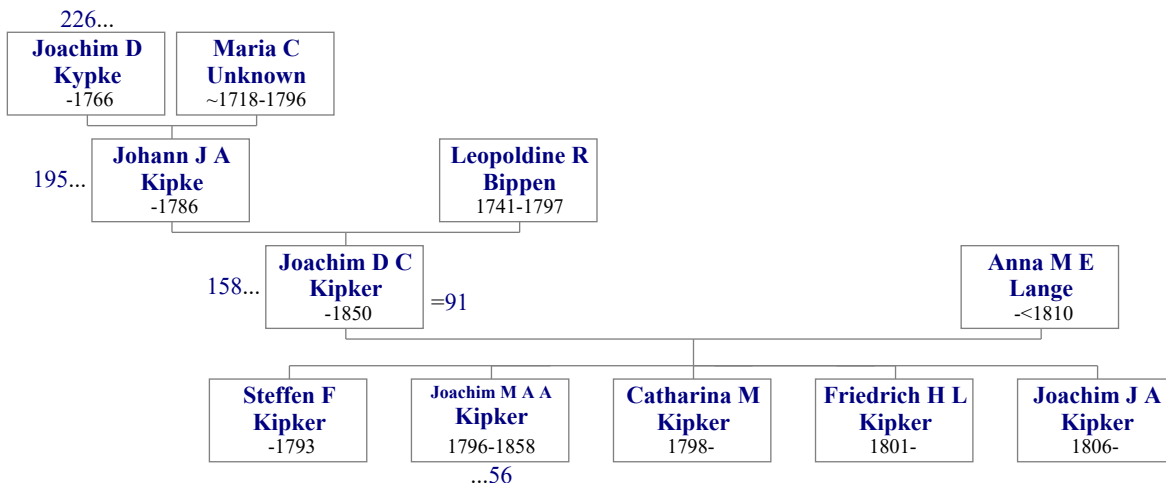 226...
Joachim D
Kypke
-1766
Maria C
Unknown
~1718-1796
195...
Johann J A
Kipke
-1786
Leopoldine R
Bippen
1741-1797
158...
Joachim D C
Kipker
-1850
=91
Anna M E
Lange
-<1810
Steffen F
Kipker
-1793
Joachim M A A
Kipker
1796-1858
...56
Catharina M
Kipker
1798-
Friedrich H L
Kipker
1801-
Joachim J A
Kipker
1806-